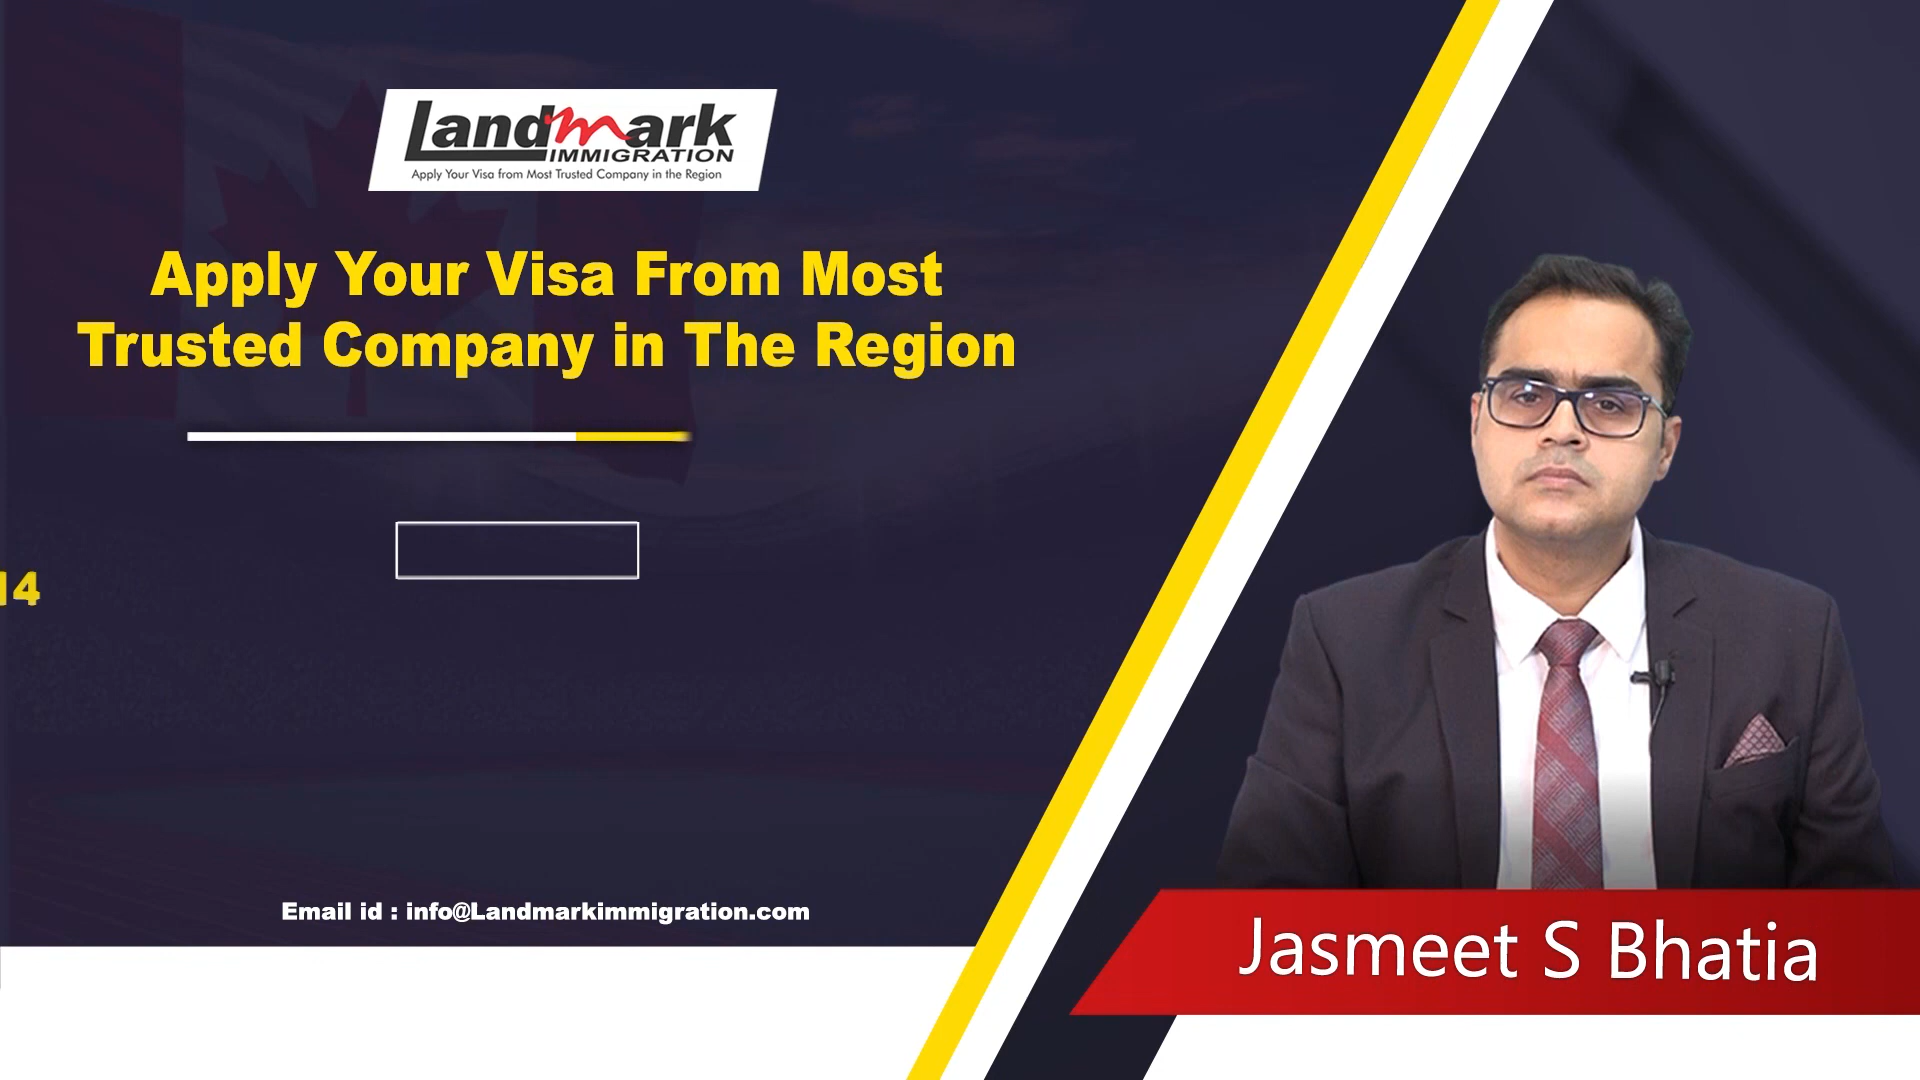 Landmark
IMMIGRATION
Apply Your Visa from Most Trusted Company in the Region
Apply Your Visa From Most
Trusted Company in The Region
14
Email id : info@Landmarkimmigration.com
Jasmeet S Bhatia